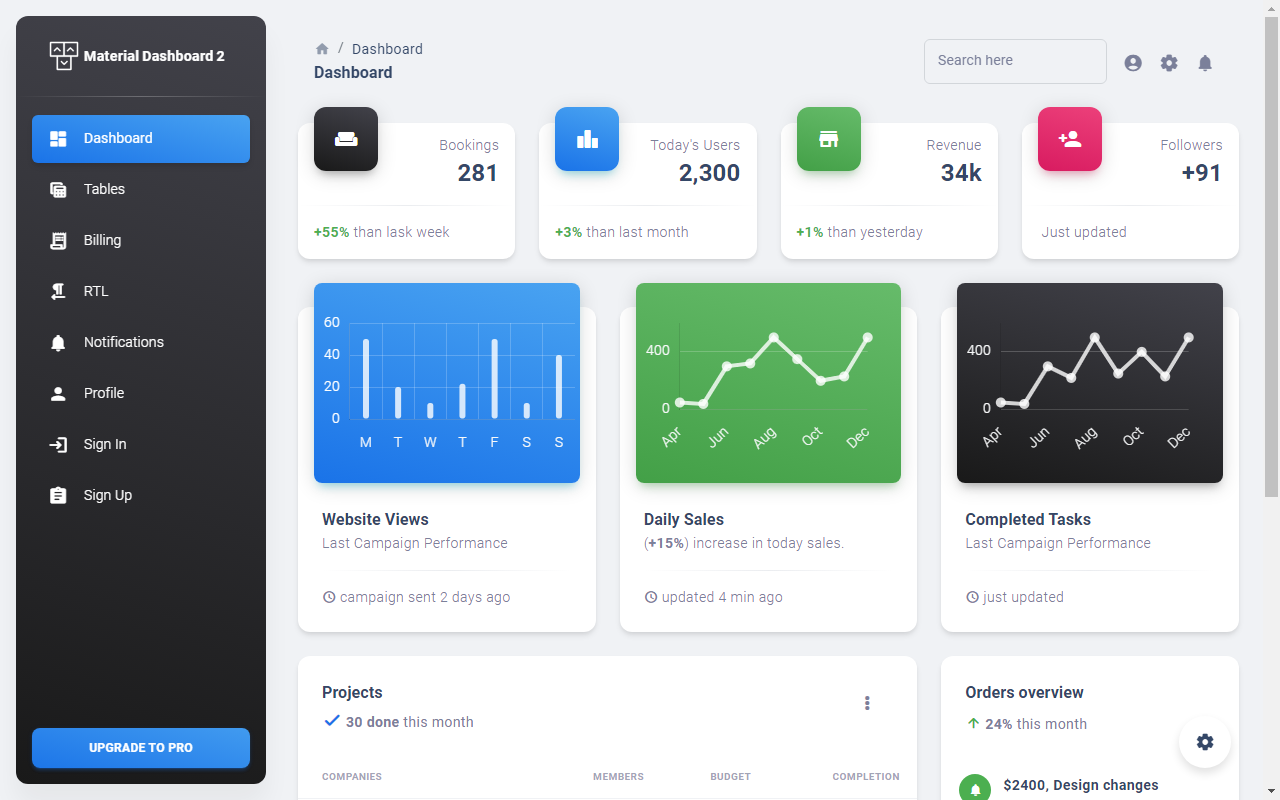 Material Dashboard 2
Dashboard
Tables
Billing
RTL
Notifications
Profile
Sign In
Sign Up
UPGRADE TO PRO
/ Dashboard
Dashboard
Search here
Bookings
281
+55% than lask week
Today's Users
2,300
+3% than last month
Revenue
34k
+1% than yesterday
Followers
+91
Just updated
60
40
20
0
M T W T F S S
Website Views
Last Campaign Performance
campaign sent 2 days ago
400
0
Apr Jun Aug Oct Dec
Daily Sales
(+15%) increase in today sales.
updated 4 min ago
400
0
Apr Jun Aug Oct Dec
Completed Tasks
Last Campaign Performance
just updated
Projects
30 done this month
COMPANIES MEMBERS BUDGET COMPLETION
Orders overview
24% this month
$2400, Design changes